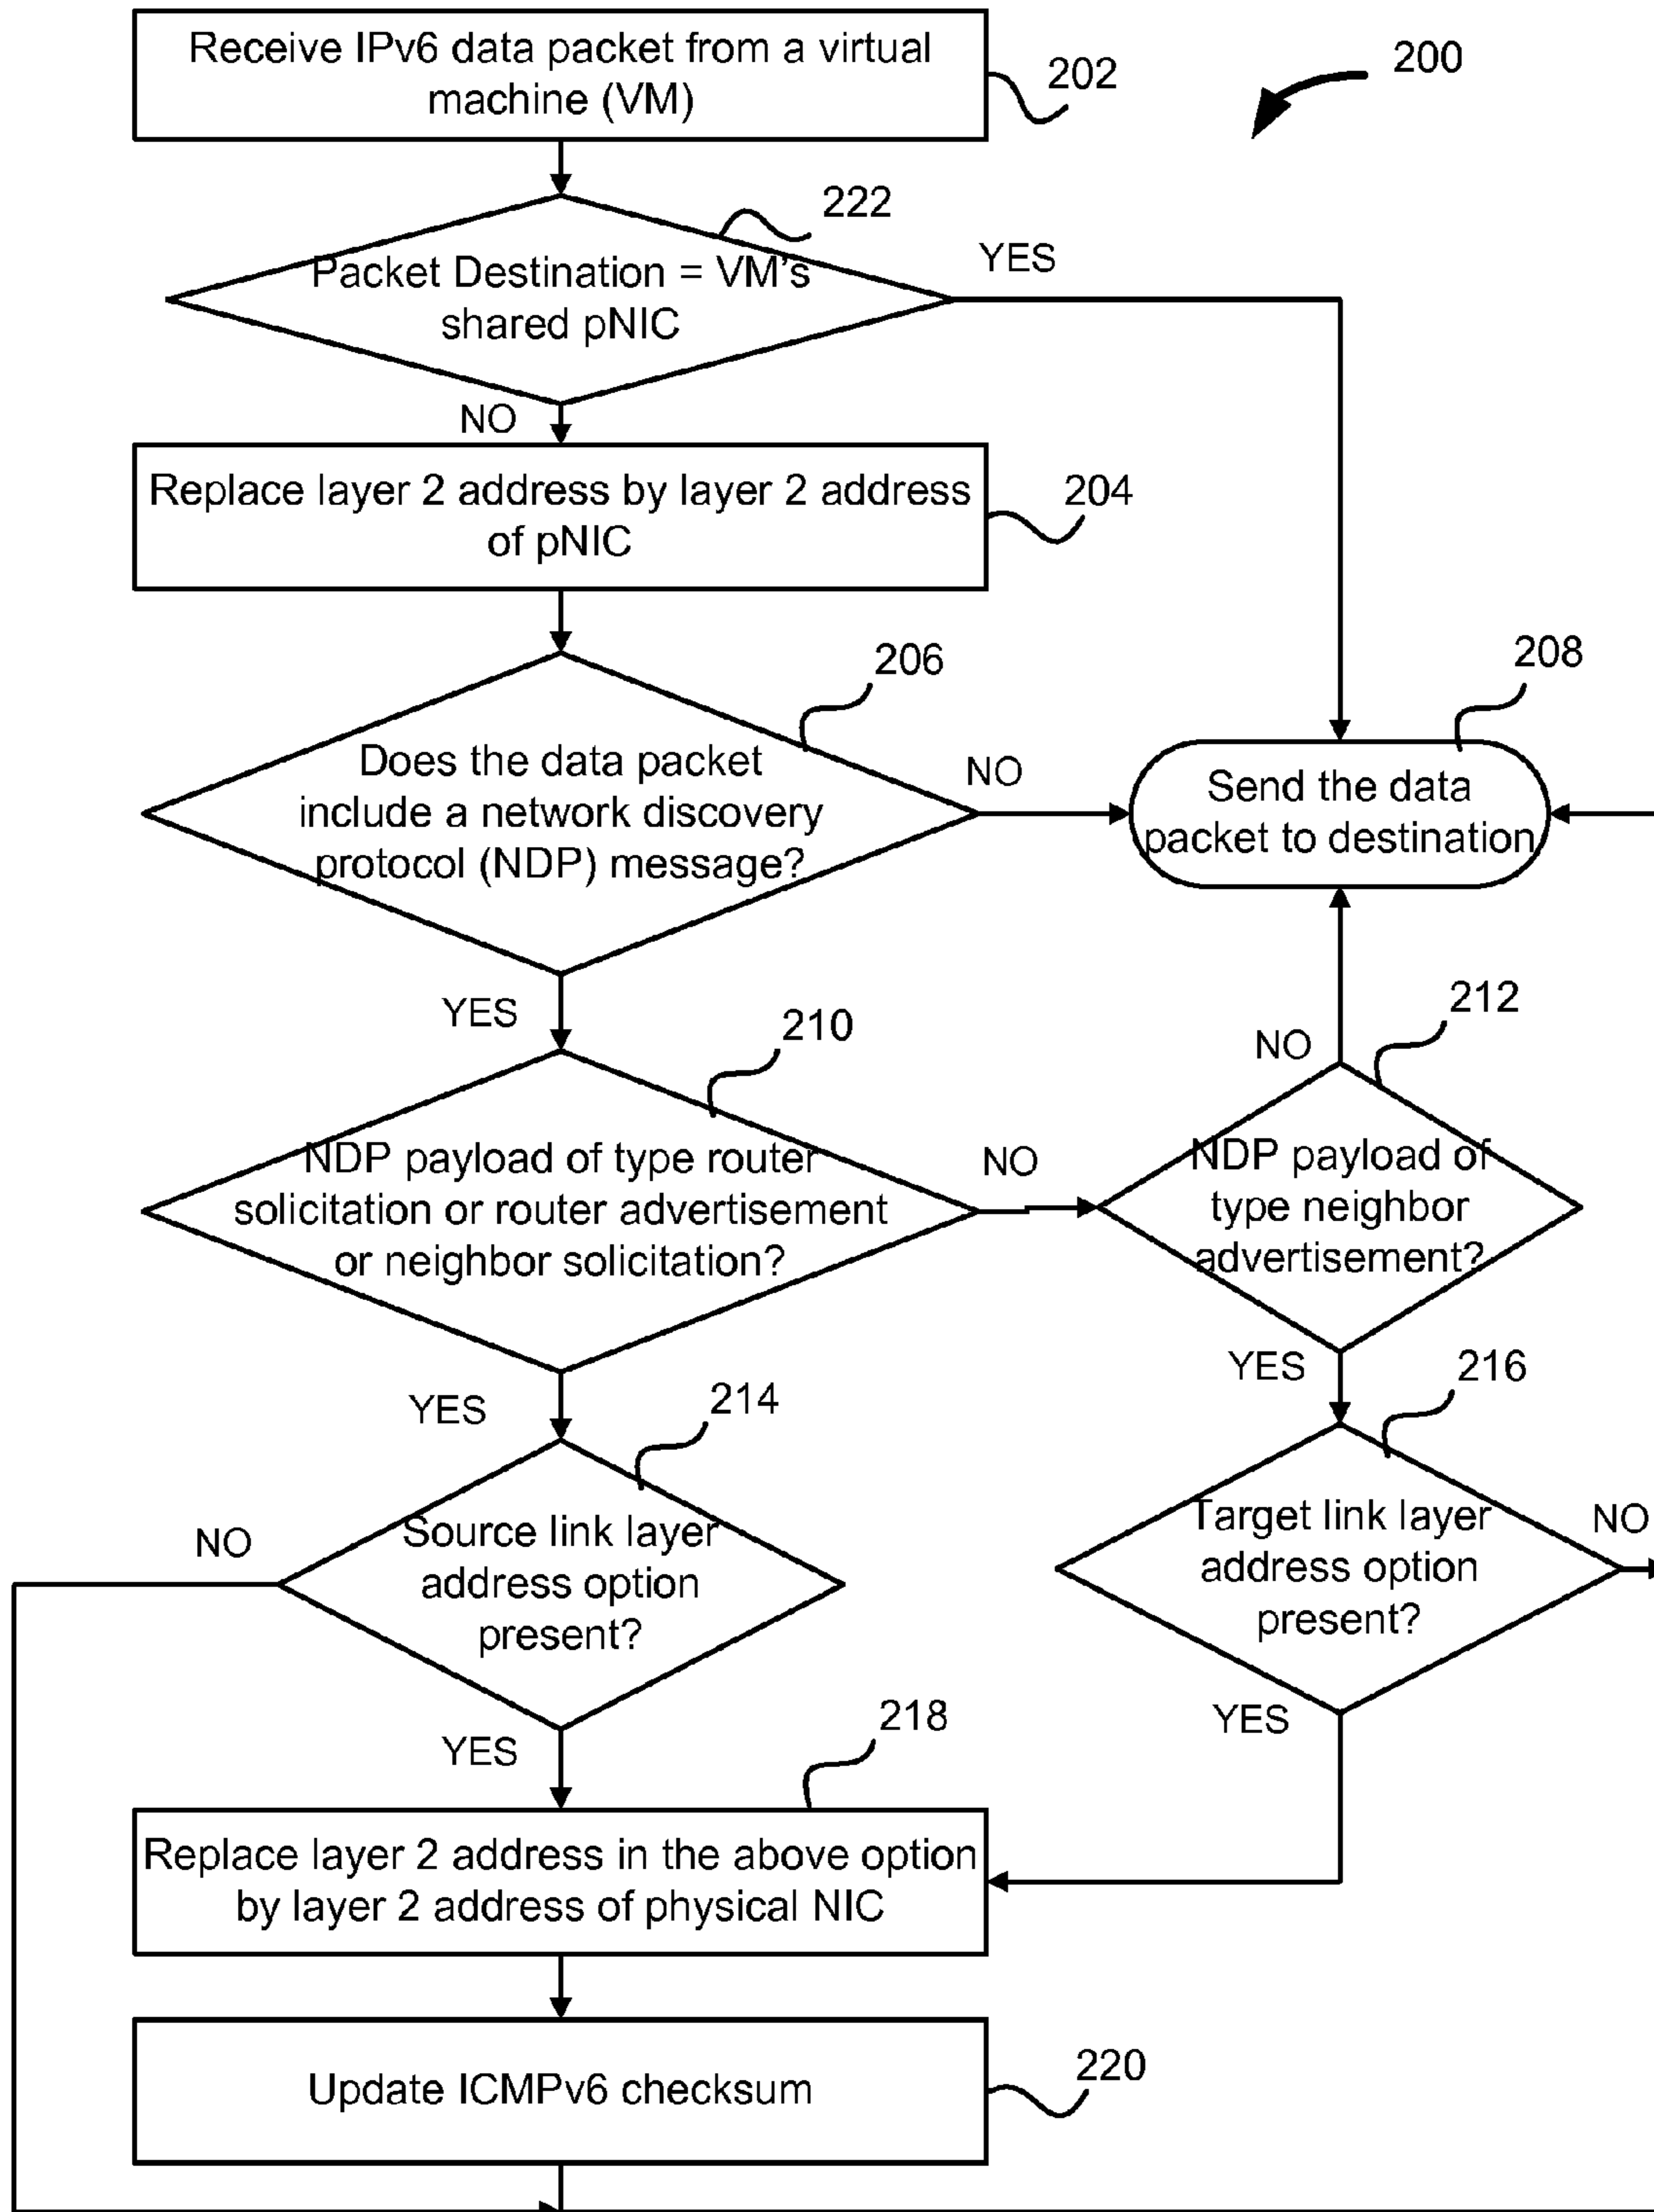 Receive IPv6 data packet from a virtual
machine (VM)
202
200
222
Packet Destination = VM's
shared pNIC
YES
NO
Replace layer 2 address by layer 2 address
of pNIC
204
206
Does the data packet
include a network discovery
protocol (NDP) message?
NO
208
Send the data
packet to destination
YES
210
NDP payload of type router
solicitation or router advertisement
or neighbor solicitation?
NO
212
NO
NDP payload of
type neighbor
advertisement?
YES
214
Source link layer
address option
present?
NO
YES
216
Target link layer
address option
present?
NO
YES
YES
218
Replace layer 2 address in the above option
by layer 2 address of physical NIC
Update ICMPv6 checksum
220